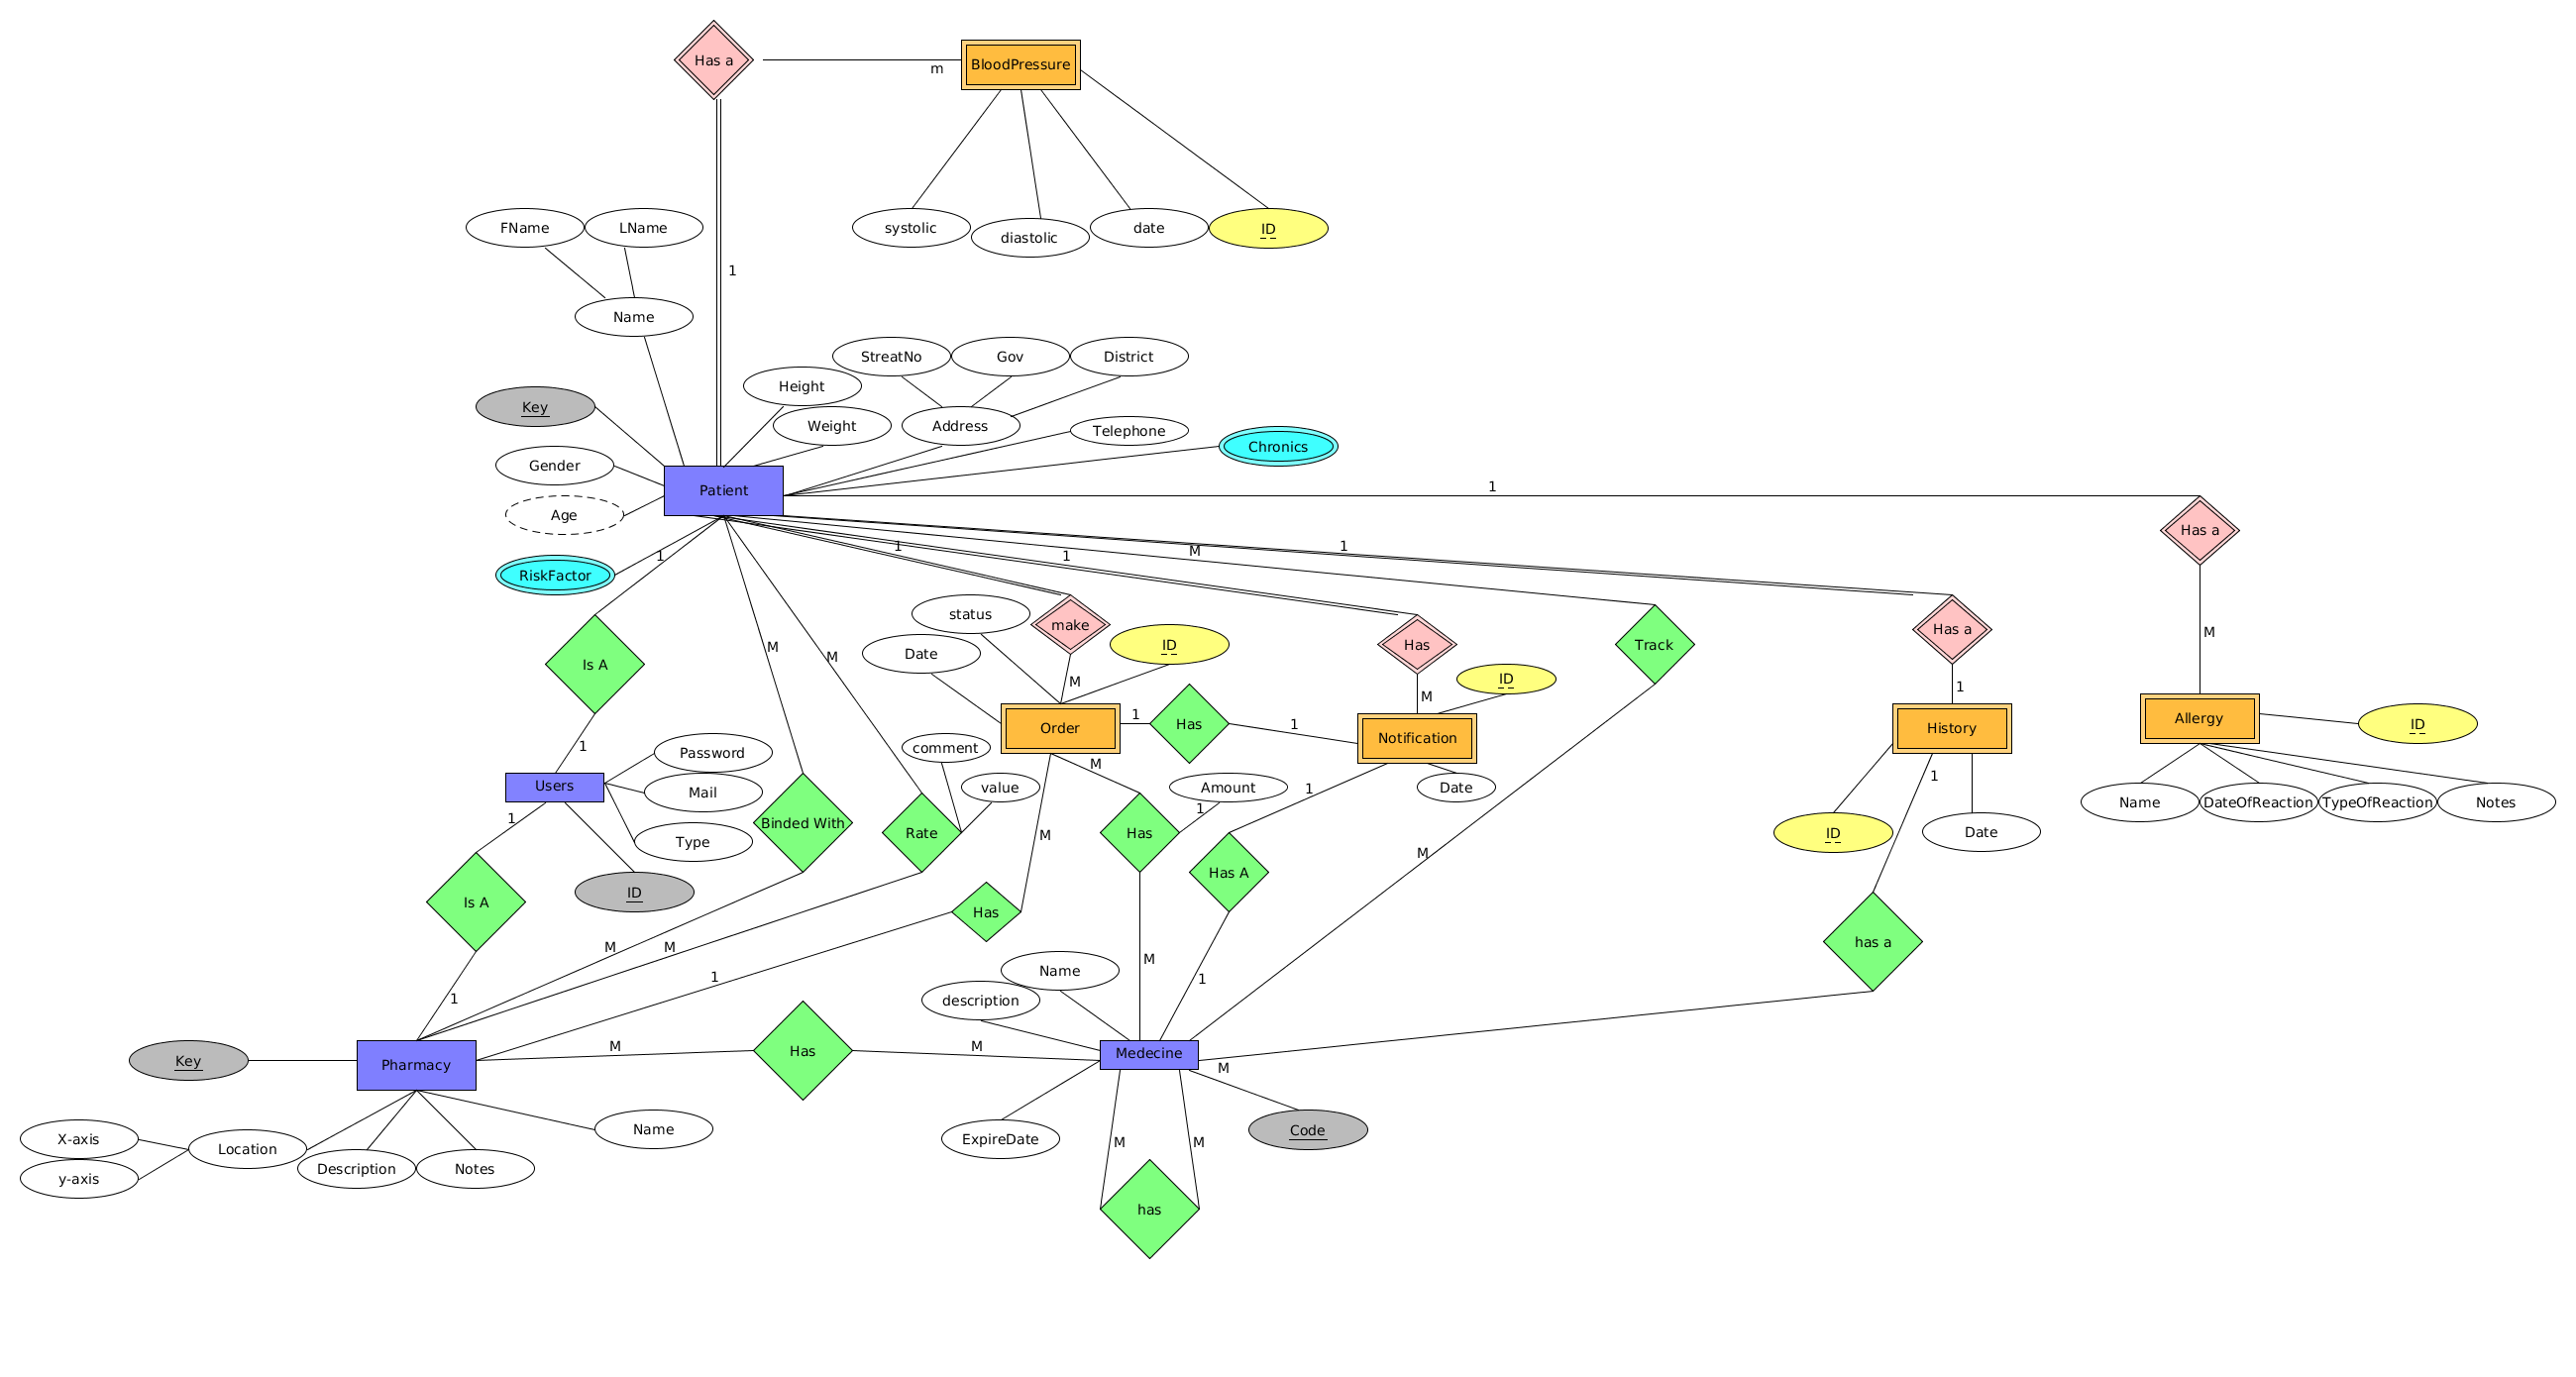 Has a
m
BloodPressure
FName
LName
systolic
diastolic
date
ID
1
Name
StreatNo
Gov
District
Height
Key
Weight
Address
Telephone
Chronics
Gender
Patient
1
Age
Has a
1
1
1
M
1
RiskFactor
status
make
ID
Has
Track
Has a
M
M
M
Date
Is A
M
ID
M
1
Order
1
Has
1
Notification
History
Allergy
ID
1
comment
Password
M
1
Users
Mail
value
Amount
1
Date
Name
DateOfReaction
TypeOfReaction
Notes
1
1
Type
Binded With
Rate
M
Has
ID
Date
M
ID
Is A
Has
Has A
has a
M
M
M
1
1
1
Name
description
Key
Pharmacy
M
Has
M
Medecine
M
X-axis
Location
Name
ExpireDate
M
M
Code
y-axis
Description
Notes
has